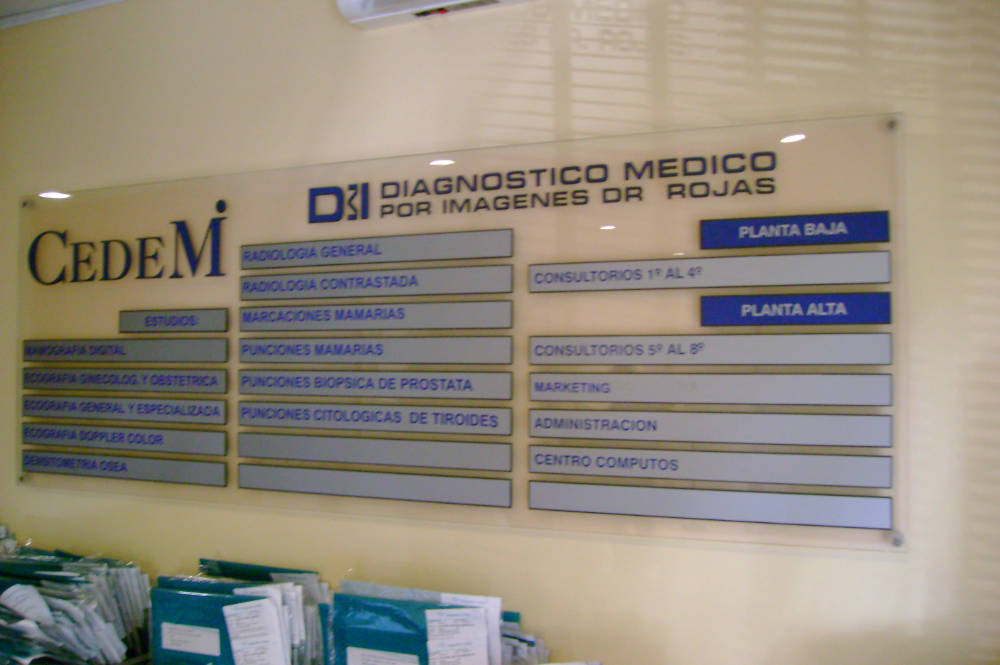 CEDEM
DMI DIAGNOSTICO MEDICO
POR IMAGENES DR ROJAS
ESTUDIOS:
MAMOGRAFIA DIGITAL
ECOGRAFIA GINECOLOG. Y OBSTETRICA
ECOGRAFIA GENERAL Y ESPECIALIZADA
ECOGRAFIA DOPPLER COLOR
DENSITOMETRIA OSEA
RADIOLOGIA GENERAL
RADIOLOGIA CONTRASTADA
MARCACIONES MAMARIAS
PUNCIONES MAMARIAS
PUNCIONES BIOPSICA DE PROSTATA
PUNCIONES CITOLOGICAS DE TIROIDES
PLANTA BAJA
CONSULTORIOS 1º AL 4º
PLANTA ALTA
CONSULTORIOS 5º AL 8º
MARKETING
ADMINISTRACION
CENTRO COMPUTOS